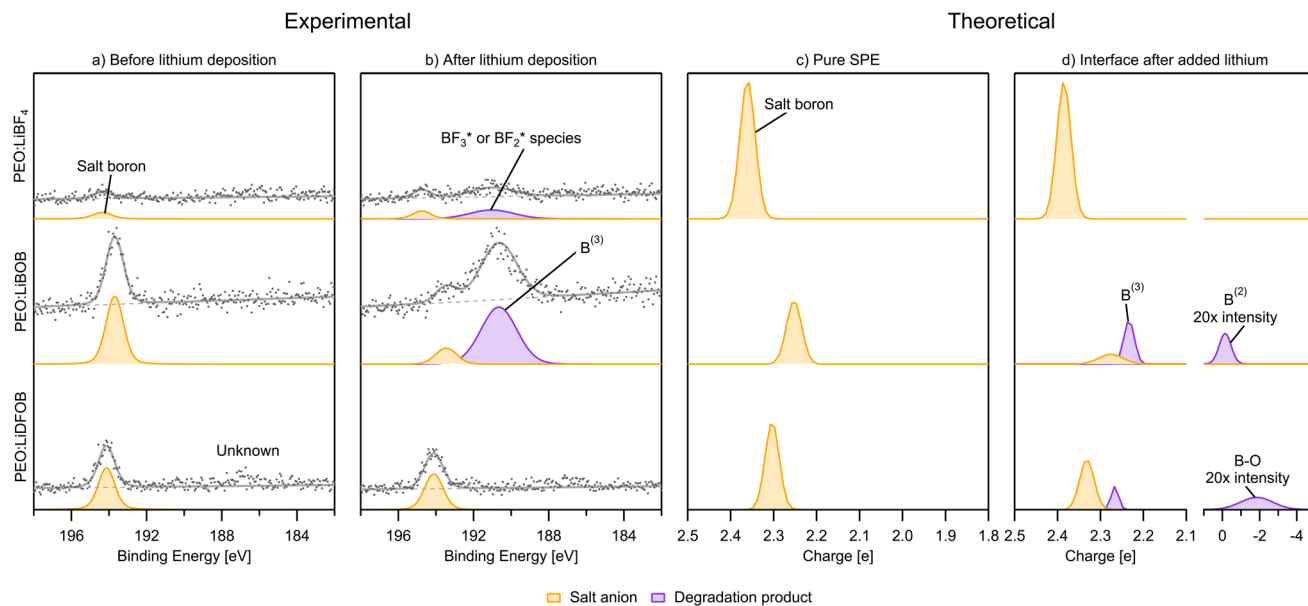 Experimental
Theoretical
a) Before lithium deposition
b) After lithium deposition
c) Pure SPE
d) Interface after added lithium
PEO:LiBF4
Salt boron
BF3* or BF2* species
Salt boron
PEO:LiBOB
B(3)
B(3)
B(2)
20x intensity
PEO:LiDFOB
Unknown
B-O
20x intensity
196 192 188 184
196 192 188 184
2.5 2.4 2.3 2.2 2.1 2.0 1.9 1.8
2.5 2.4 2.3 2.2 2.1 0 -2 -4
Binding Energy [eV]
Binding Energy [eV]
Charge [e]
Charge [e]
Salt anion
Degradation product